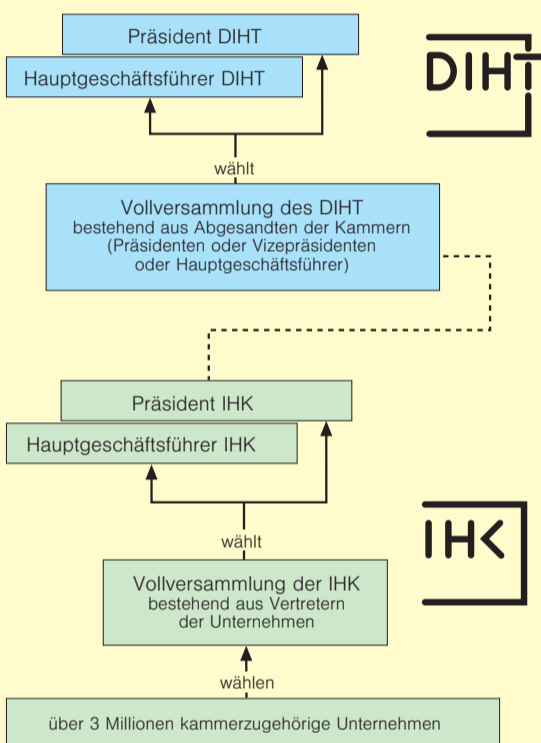 Präsident DIHT
Hauptgeschäftsführer DIHT
DIHT
wählt
Vollversammlung des DIHT
bestehend aus Abgesandten der Kammern
(Präsidenten oder Vizepräsidenten
oder Hauptgeschäftsführer)
Präsident IHK
Hauptgeschäftsführer IHK
wählt
IHK
Vollversammlung der IHK
bestehend aus Vertretern
der Unternehmen
wählen
über 3 Millionen kammerzugehörige Unternehmen